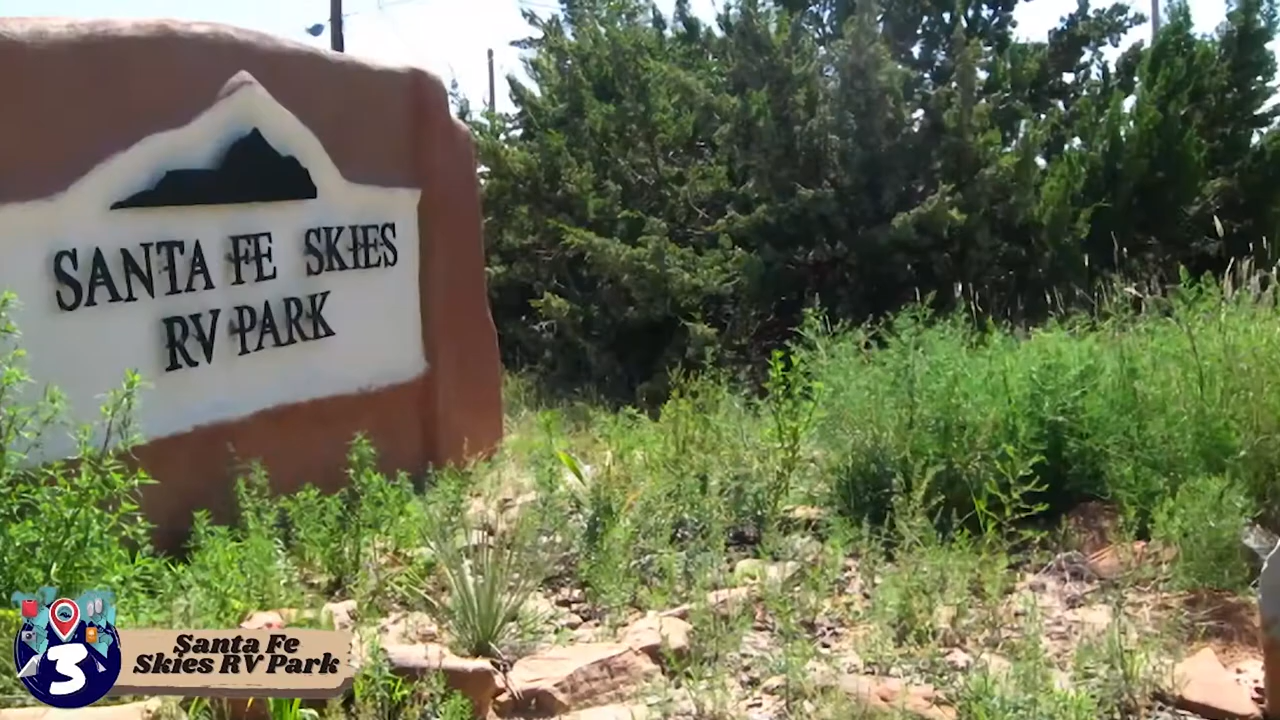 SANTA FE SKIES
RV PARK
3
Santa Fe
Skies RV Park